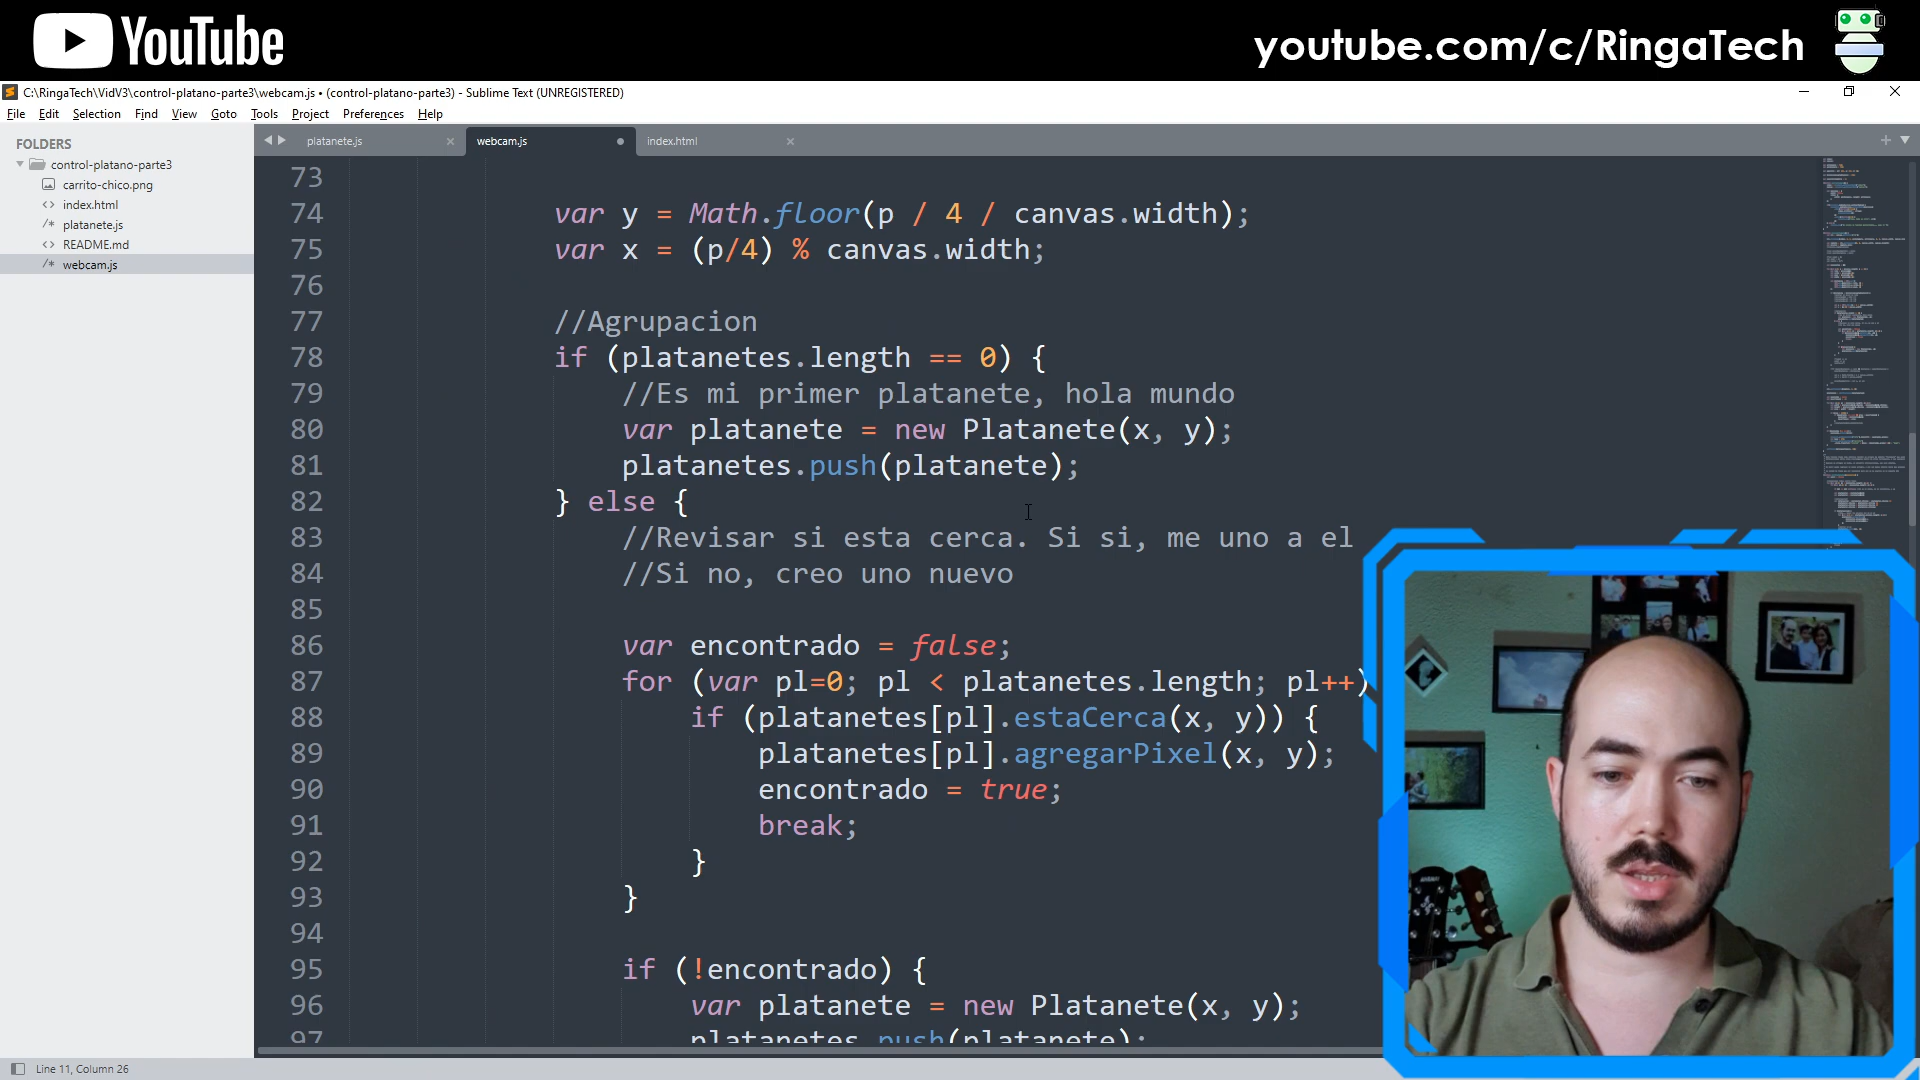 YouTube
youtube.com/c/RingaTech
C:\RingaTech\VidV3\control-platano-parte3\webcam.js • (control-platano-parte3) - Sublime Text (UNREGISTERED)
File Edit Selection Find View Goto Tools Project Preferences Help
FOLDERS
control-platano-parte3
carrito-chico.png
index.html
platanete.js
README.md
webcam.js
platanete.js
webcam.js
index.html
73
74 var y = Math.floor(p / 4 / canvas.width);
75 var x = (p/4) % canvas.width;
76
77 //Agrupacion
78 if (platanetes.length == 0) {
79 //Es mi primer platanete, hola mundo
80 var platanete = new Platanete(x, y);
81 platanetes.push(platanete);
82 } else {
83 //Revisar si esta cerca. Si si, me uno a el
84 //Si no, creo uno nuevo
85
86 var encontrado = false;
87 for (var pl=0; pl < platanetes.length; pl++)
88 if (platanetes[pl].estaCerca(x, y)) {
89 platanetes[pl].agregarPixel(x, y);
90 encontrado = true;
91 break;
92 }
93 }
94
95 if (!encontrado) {
96 var platanete = new Platanete(x, y);
97 platanetes.push(platanete);
Line 11, Column 26